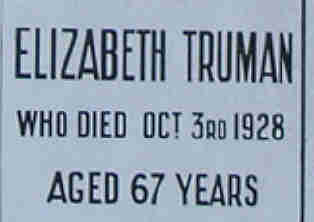 ELIZABETH TRUMAN
WHO DIED OCT 3RD 1928
AGED 67 YEARS